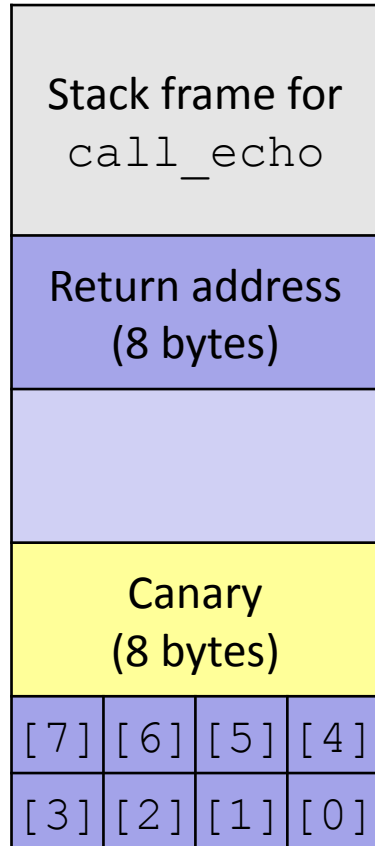 Stack frame for
call_echo
Return address
(8 bytes)
Canary
(8 bytes)
[7] [6] [5] [4]
[3] [2] [1] [0]